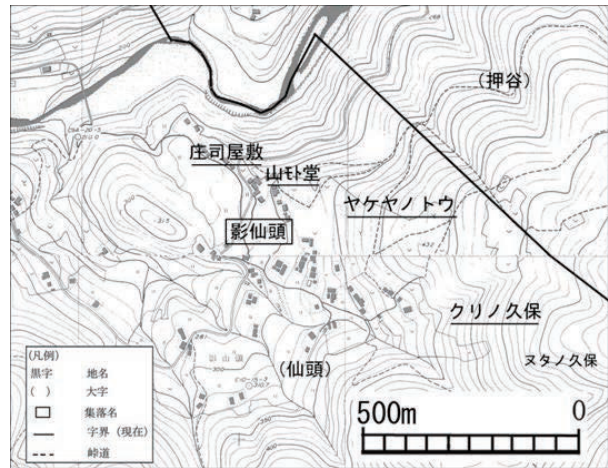 (押谷)
庄司屋敷
山モト堂
ヤケヤノトウ
影仙頭
クリノ久保
ヌタノ久保
(仙頭)
(凡例)
黒字 地名
( ) 大字
集落名
字界(現在)
峠道
500m 0